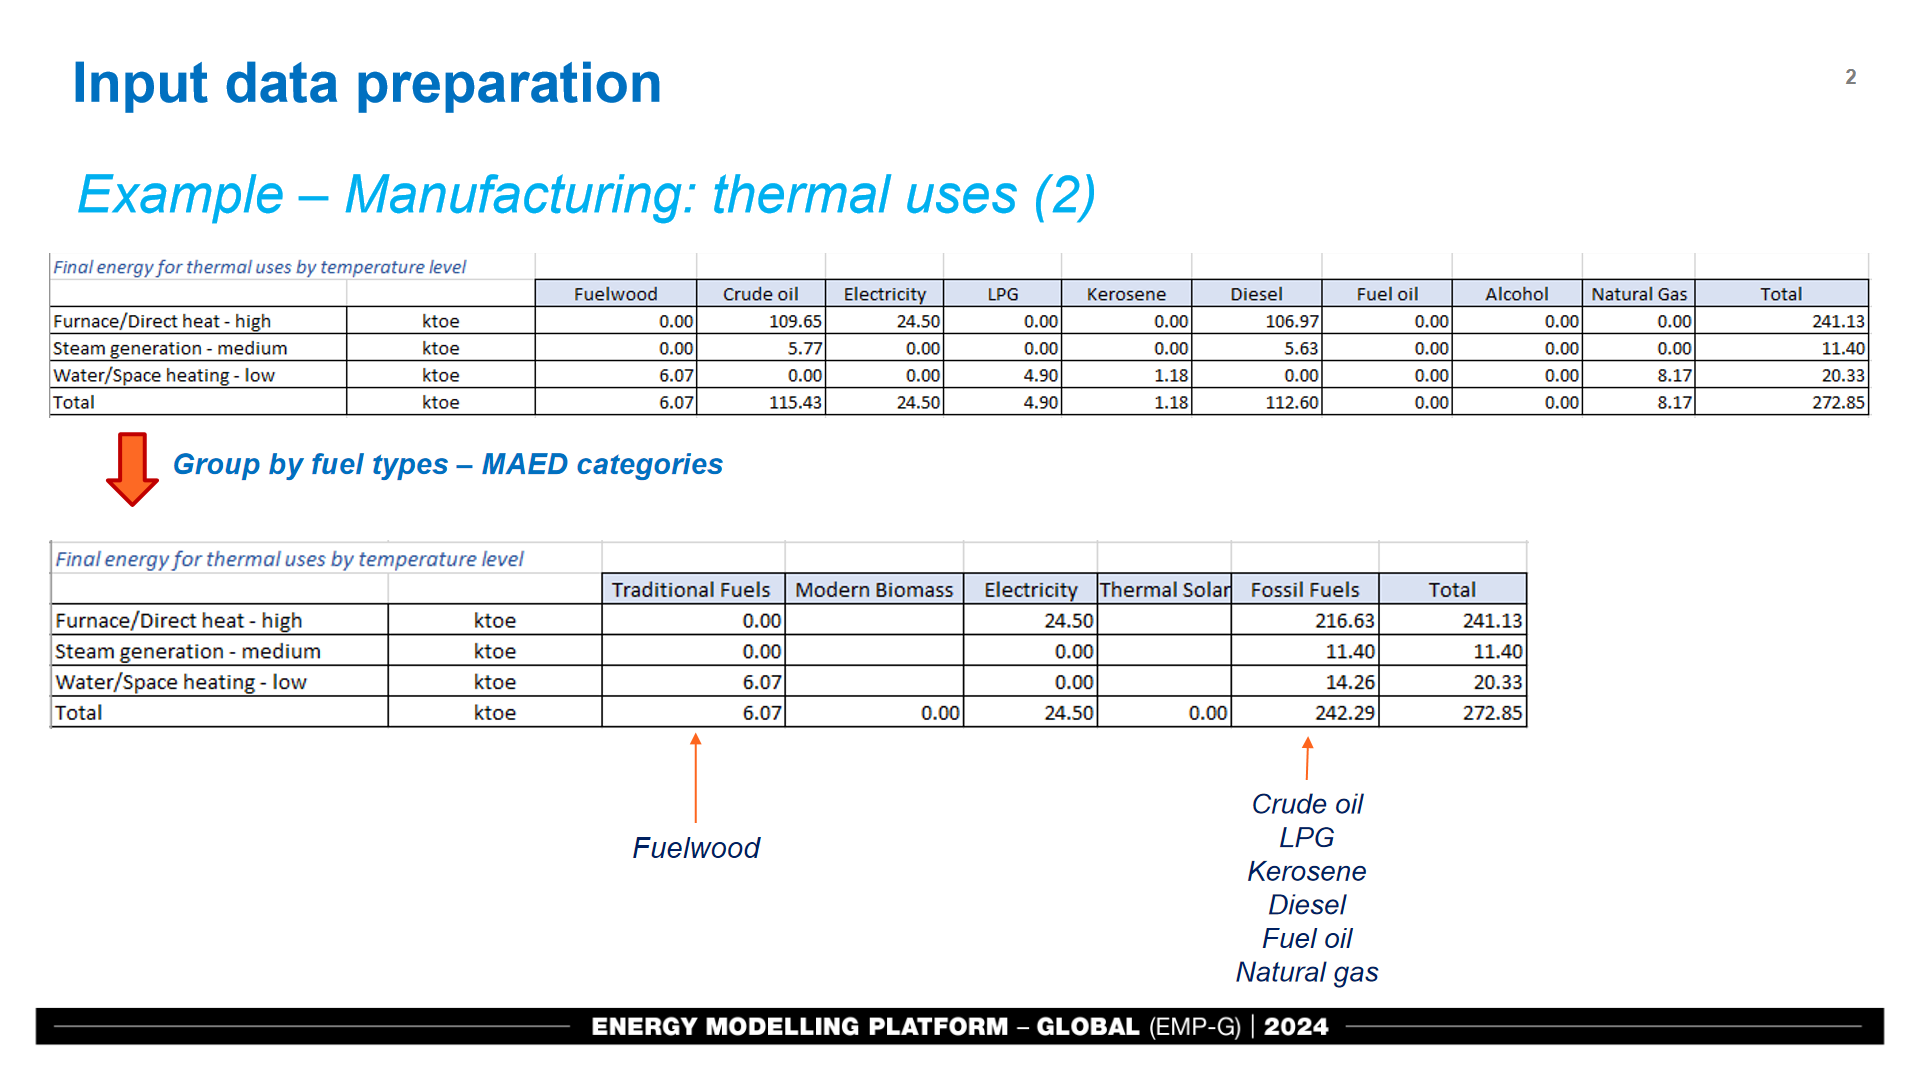 Input data preparation
2
Example – Manufacturing: thermal uses (2)
Final energy for thermal uses by temperature level
Fuelwood Crude oil Electricity LPG Kerosene Diesel Fuel oil Alcohol Natural Gas Total
Furnace/Direct heat - high ktoe 0.00 109.65 24.50 0.00 0.00 106.97 0.00 0.00 0.00 241.13
Steam generation - medium ktoe 0.00 5.77 0.00 0.00 0.00 5.63 0.00 0.00 0.00 11.40
Water/Space heating - low ktoe 6.07 0.00 0.00 4.90 1.18 0.00 0.00 0.00 8.17 20.33
Total ktoe 6.07 115.43 24.50 4.90 1.18 112.60 0.00 0.00 8.17 272.85
Group by fuel types – MAED categories
Final energy for thermal uses by temperature level
Traditional Fuels Modern Biomass Electricity Thermal Solar Fossil Fuels Total
Furnace/Direct heat - high ktoe 0.00 24.50 216.63 241.13
Steam generation - medium ktoe 0.00 0.00 11.40 11.40
Water/Space heating - low ktoe 6.07 0.00 14.26 20.33
Total ktoe 6.07 0.00 24.50 0.00 242.29 272.85
Fuelwood
Crude oil
LPG
Kerosene
Diesel
Fuel oil
Natural gas
ENERGY MODELLING PLATFORM – GLOBAL (EMP-G) | 2024